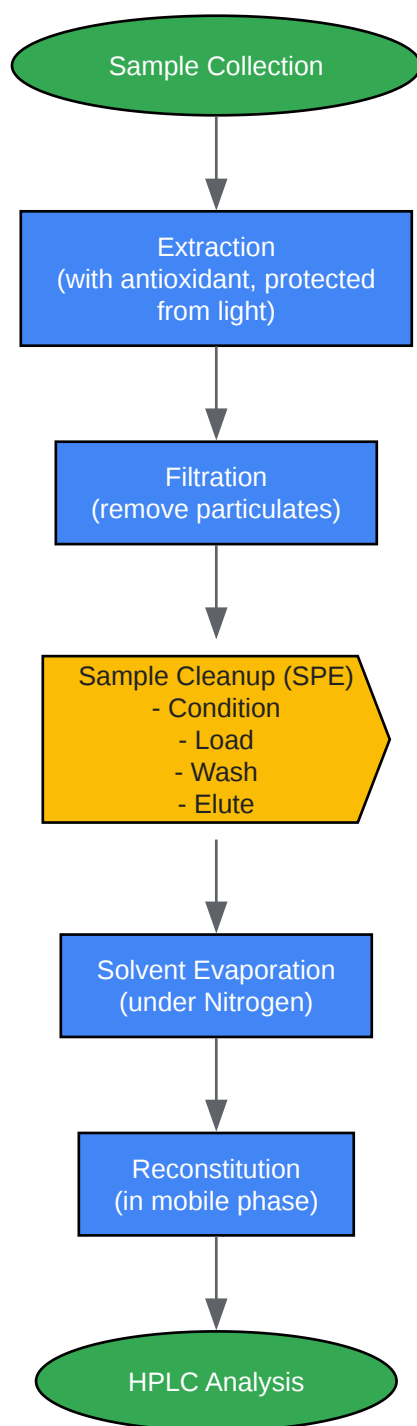 Sample Collection
Extraction
(with antioxidant, protected
from light)
Filtration
(remove particulates)
Sample Cleanup (SPE)
- Condition
- Load
- Wash
- Elute
Solvent Evaporation
(under Nitrogen)
Reconstitution
(in mobile phase)
HPLC Analysis